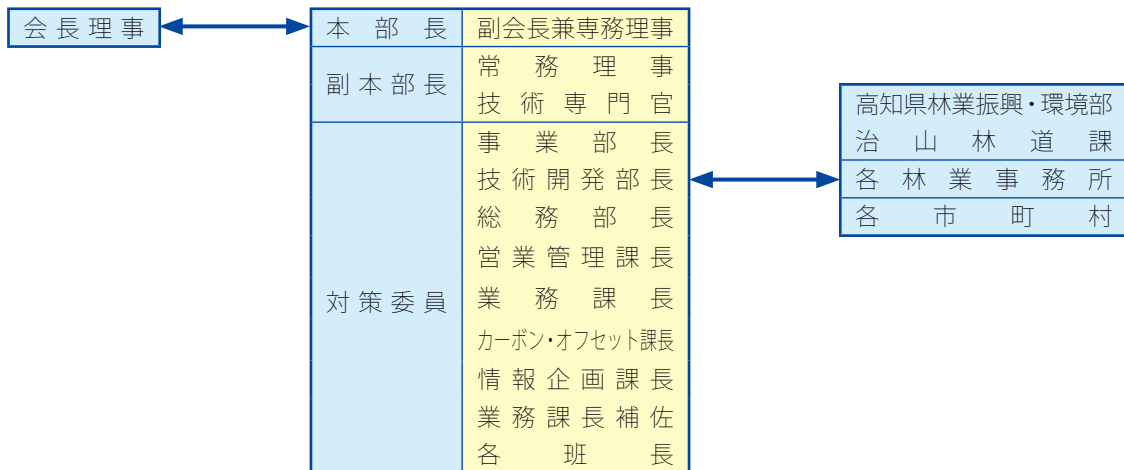 会長理事
本部長 副会長兼専務理事
副本部長 常務理事
技術専門官
対策委員 事業部長
技術開発部長
総務部長
営業管理課長
業務課長
カーボン・オフセット課長
情報企画課長
業務課長補佐
各班長
高知県林業振興・環境部
治山林道課
各林業事務所
各市町村